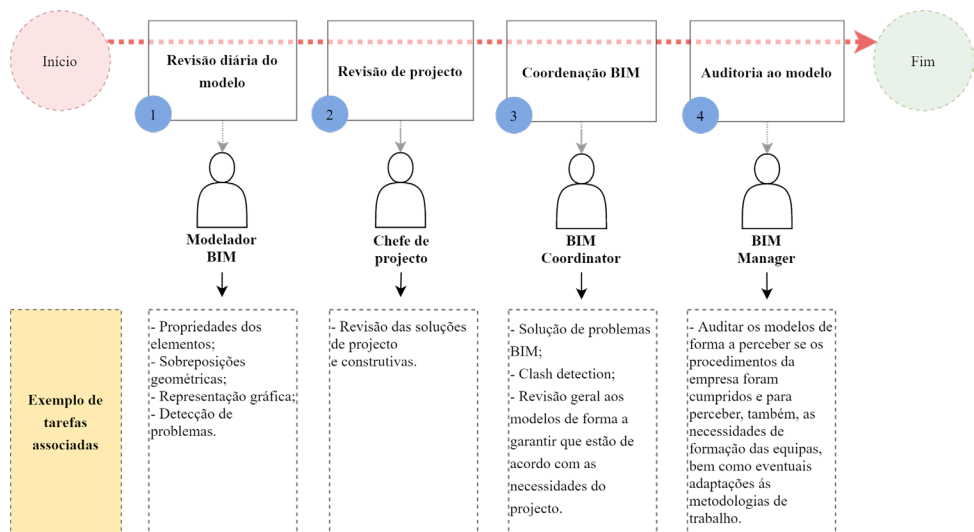 Início
Revisão diária do
modelo
1
Revisão de projecto
2
Coordenação BIM
3
Auditoria ao modelo
4
Fim
Modelador
BIM
Chefe de
projecto
BIM
Coordinator
BIM
Manager
Exemplo de
tarefas
associadas
- Propriedades dos
elementos;
- Sobreposições
geométricas;
- Representação gráfica;
- Detecção de
problemas.
- Revisão das soluções
de projecto
e construtivas.
- Solução de problemas
BIM;
- Clash detection;
- Revisão geral aos
modelos de forma a
garantir que estão de
acordo com as
necessidades do
projecto.
- Auditar os modelos de
forma a perceber se os
procedimentos da
empresa foram
cumpridos e para
perceber, também, as
necessidades de
formação das equipas,
bem como eventuais
adaptações ás
metodologias de
trabalho.